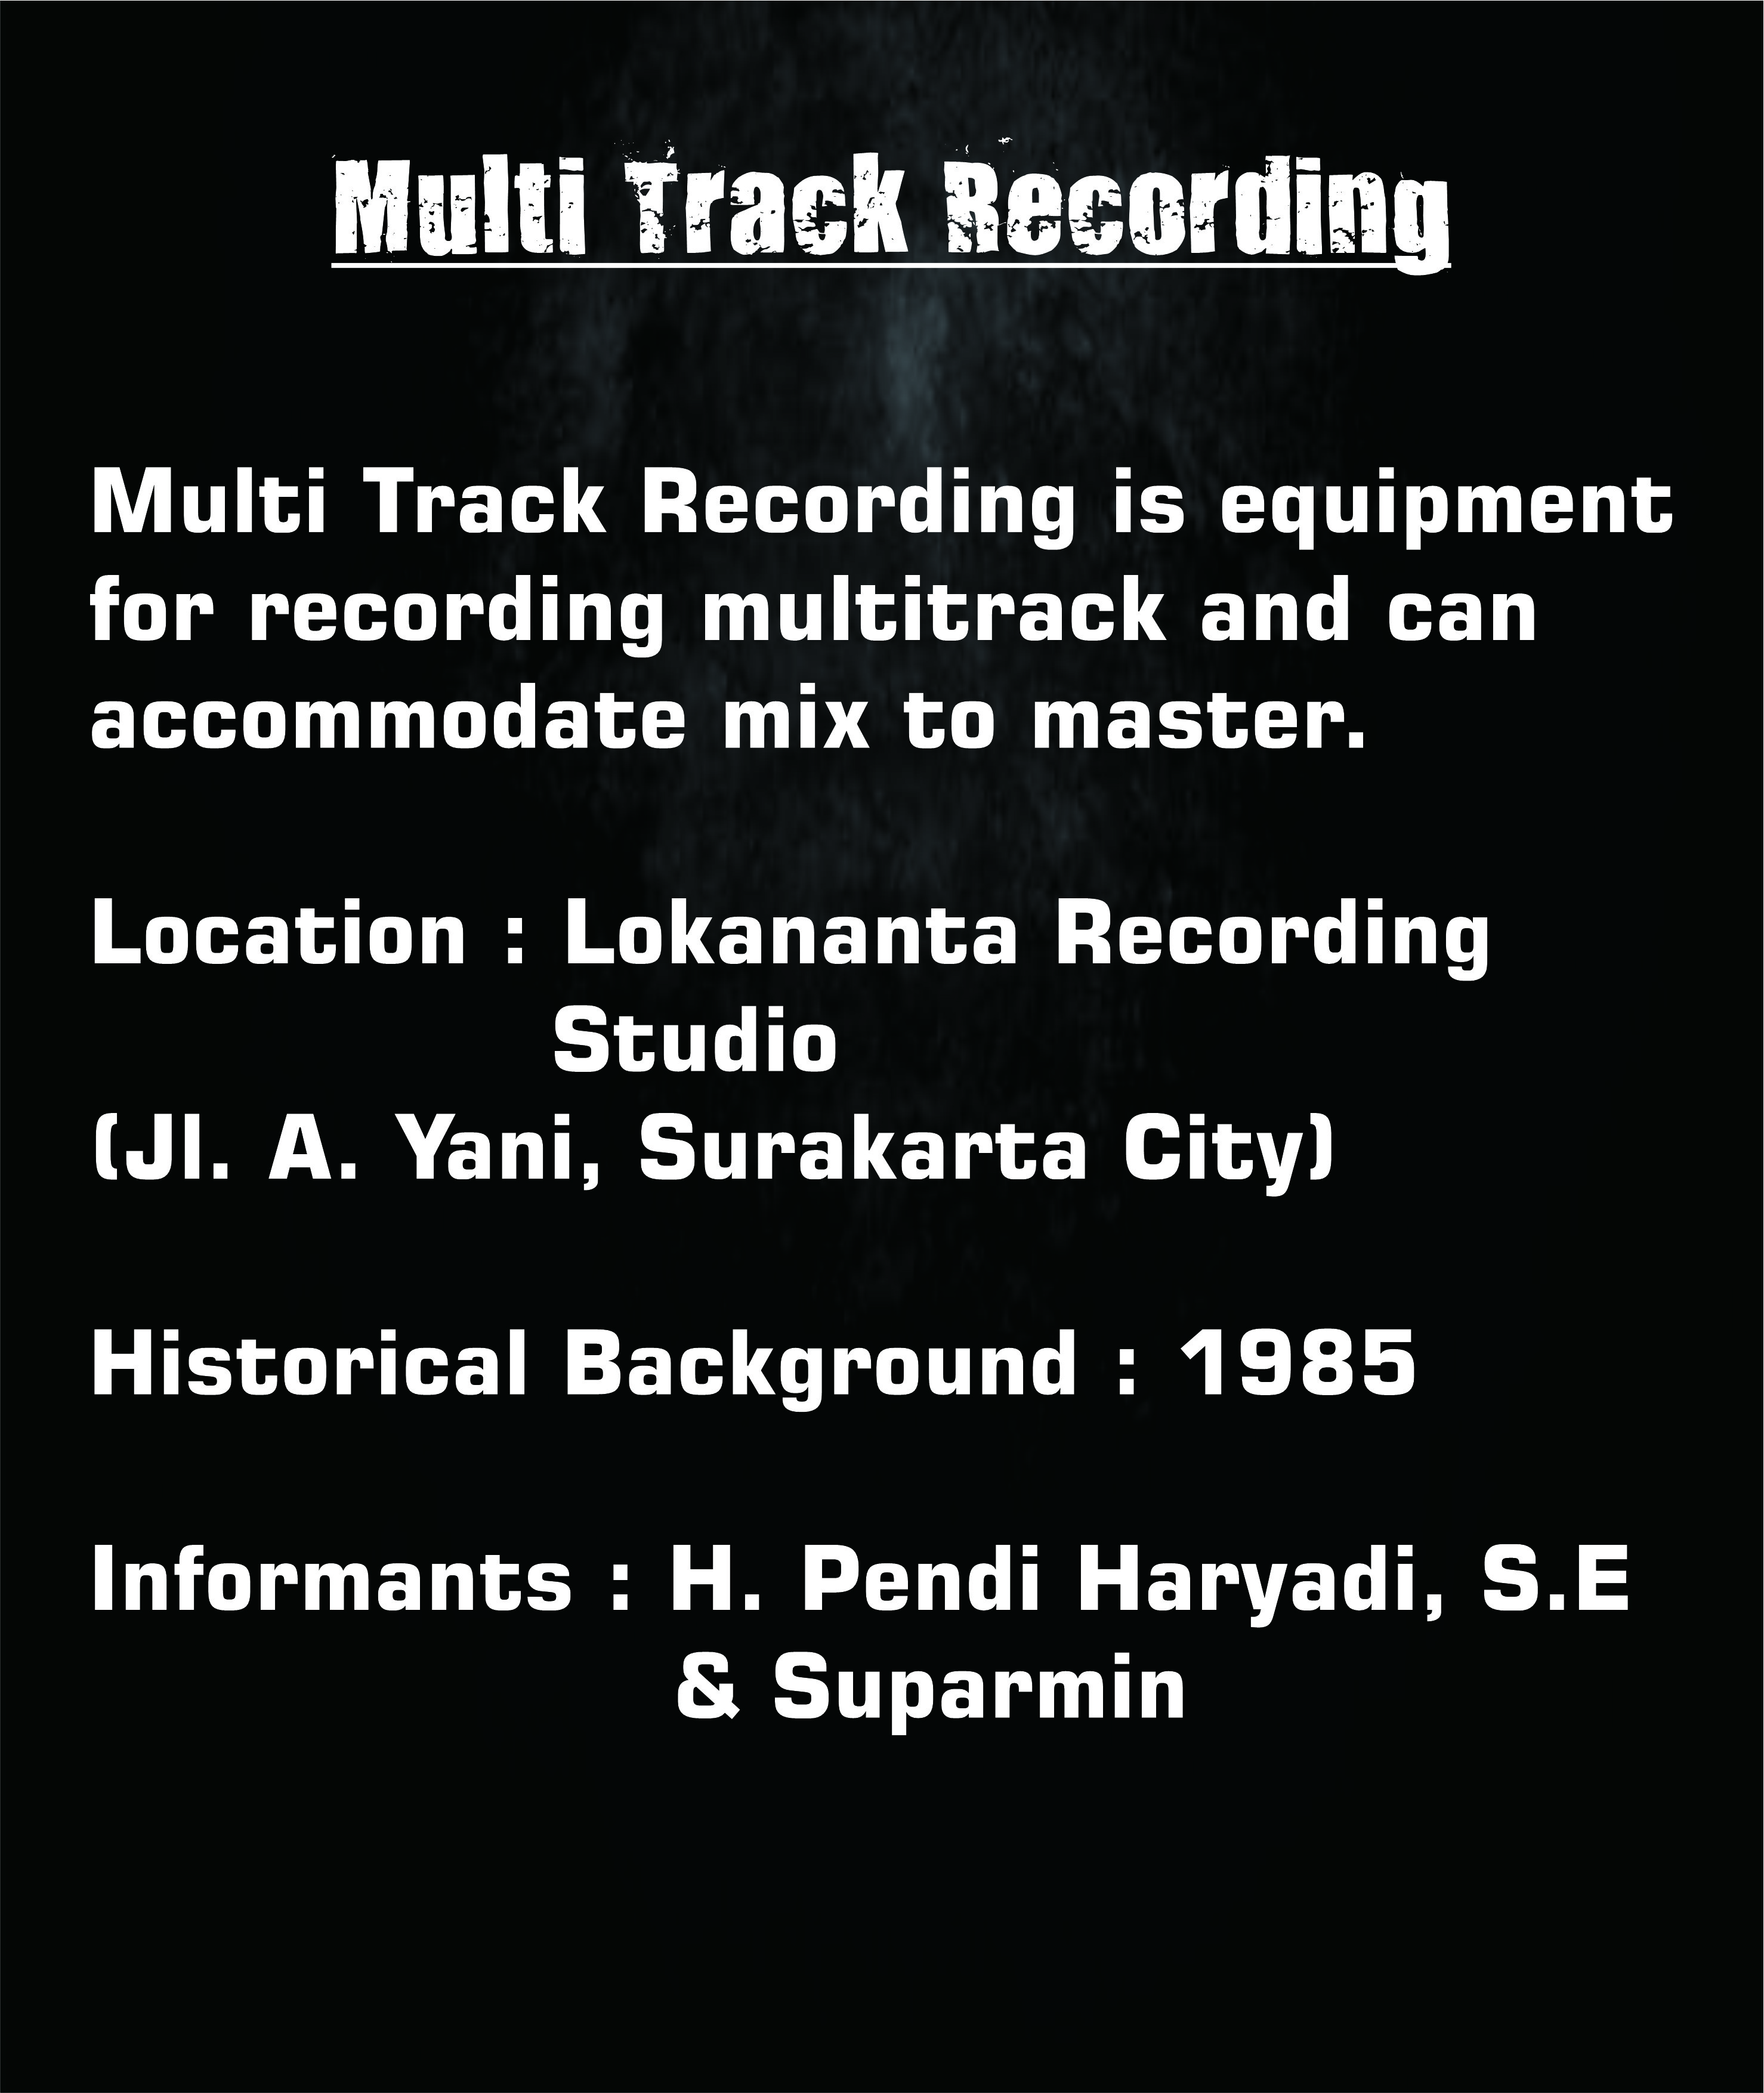 Multi Track Recording
Multi Track Recording is equipment
for recording multitrack and can
accommodate mix to master.
Location : Lokananta Recording
Studio
(Jl. A. Yani, Surakarta City)
Historical Background : 1985
Informants : H. Pendi Haryadi, S.E
& Suparmin